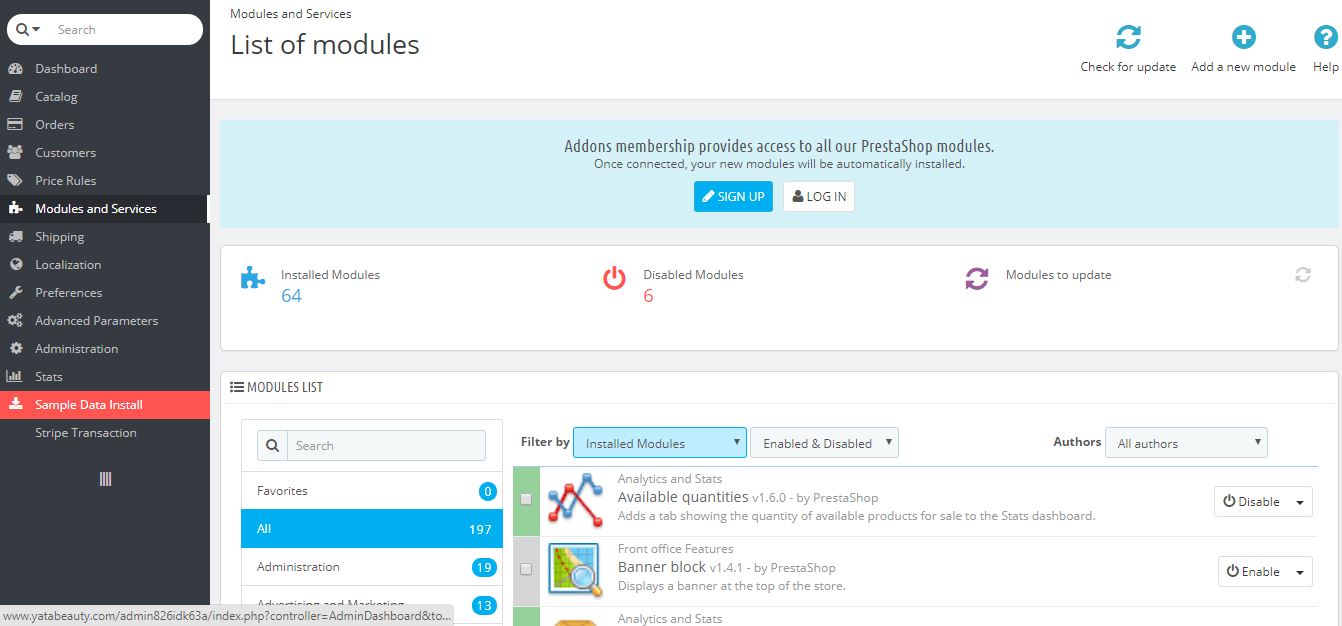 Search
Dashboard
Catalog
Orders
Customers
Price Rules
Modules and Services
Shipping
Localization
Preferences
Advanced Parameters
Administration
Stats
Sample Data Install
Stripe Transaction
Modules and Services
List of modules
Check for update
Add a new module
Help
Addons membership provides access to all our PrestaShop modules.
Once connected, your new modules will be automatically installed.
SIGN UP
LOG IN
Installed Modules
64
Disabled Modules
6
Modules to update
MODULES LIST
Search
Favorites 0
All 197
Administration 19
Advertising and Marketing 13
Filter by Installed Modules Enabled & Disabled
Authors All authors
Analytics and Stats
Available quantities v1.6.0 - by PrestaShop
Adds a tab showing the quantity of available products for sale to the Stats dashboard.
Disable
Front office Features
Banner block v1.4.1 - by PrestaShop
Displays a banner at the top of the store.
Enable
Analytics and Stats
www.yatabeauty.com/admin826idk63a/index.php?controller=AdminDashboard&to...